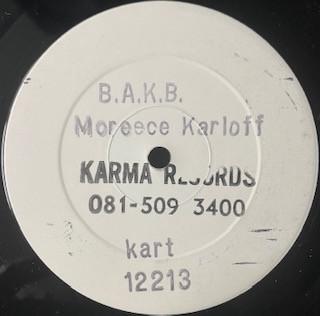 B.A.K.B.
Moreece Karloff
KARMA RECORDS
081-509 3400
kart
12213